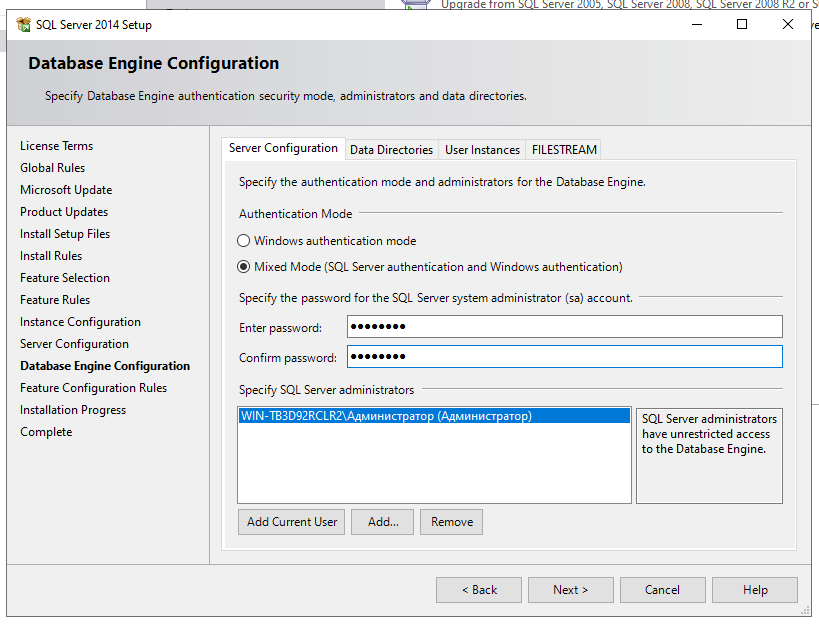 Upgrade from SQL Server 2005, SQL Server 2008, SQL Server 2008 R2 or S
SQL Server 2014 Setup
Database Engine Configuration
Specify Database Engine authentication security mode, administrators and data directories.
License Terms
Global Rules
Microsoft Update
Product Updates
Install Setup Files
Install Rules
Feature Selection
Feature Rules
Instance Configuration
Server Configuration
Database Engine Configuration
Feature Configuration Rules
Installation Progress
Complete
Server Configuration Data Directories User Instances FILESTREAM
Specify the authentication mode and administrators for the Database Engine.
Authentication Mode
Windows authentication mode
Mixed Mode (SQL Server authentication and Windows authentication)
Specify the password for the SQL Server system administrator (sa) account.
Enter password: ●●●●●●●●
Confirm password: ●●●●●●●●
Specify SQL Server administrators
WIN-TB3D92RCLR2\Администратор (Администратор)
SQL Server administrators
have unrestricted access
to the Database Engine.
Add Current User Add... Remove
< Back Next > Cancel Help